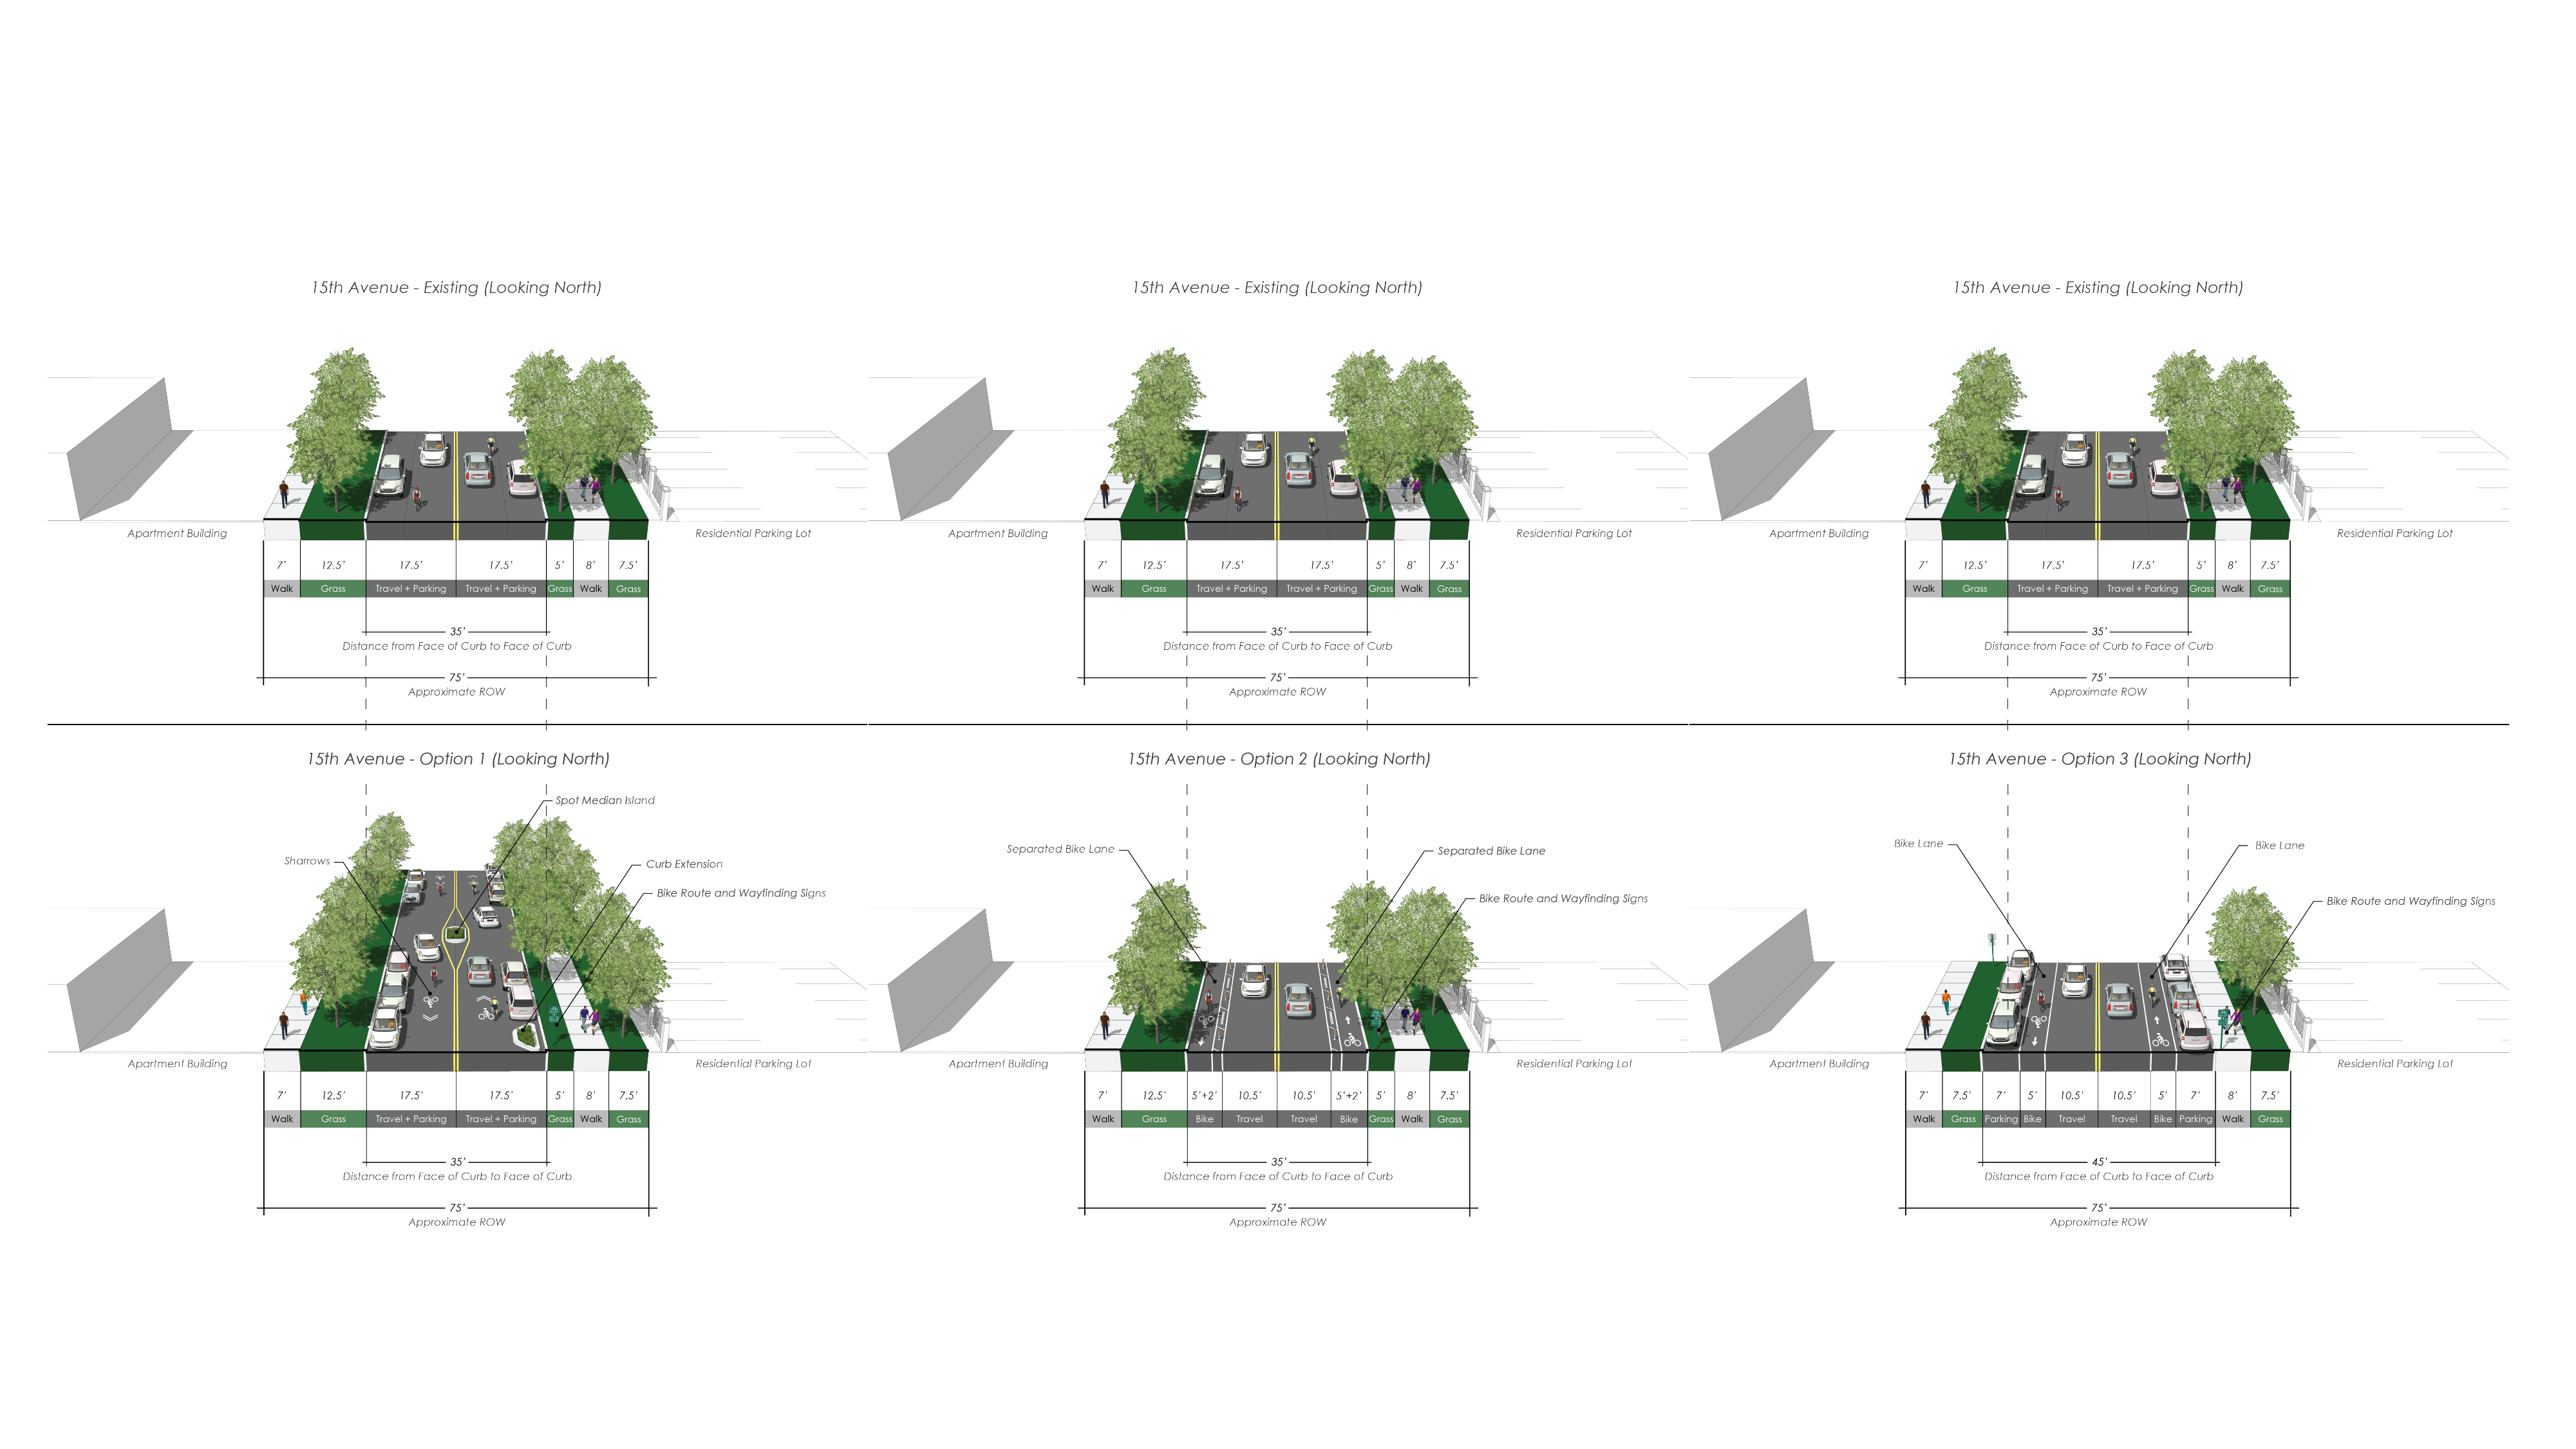 15th Avenue - Existing (Looking North)
Apartment Building
Residential Parking Lot
7' 12.5' 17.5' 17.5' 5' 8' 7.5'
Walk Grass Travel + Parking Travel + Parking Grass Walk Grass
35'
Distance from Face of Curb to Face of Curb
75'
Approximate ROW
15th Avenue - Existing (Looking North)
Apartment Building
Residential Parking Lot
7' 12.5' 17.5' 17.5' 5' 8' 7.5'
Walk Grass Travel + Parking Travel + Parking Grass Walk Grass
35'
Distance from Face of Curb to Face of Curb
75'
Approximate ROW
15th Avenue - Existing (Looking North)
Apartment Building
Residential Parking Lot
7' 12.5' 17.5' 17.5' 5' 8' 7.5'
Walk Grass Travel + Parking Travel + Parking Grass Walk Grass
35'
Distance from Face of Curb to Face of Curb
75'
Approximate ROW
15th Avenue - Option 1 (Looking North)
Spot Median Island
Sharrows
Curb Extension
Bike Route and Wayfinding Signs
Apartment Building
Residential Parking Lot
7' 12.5' 17.5' 17.5' 5' 8' 7.5'
Walk Grass Travel + Parking Travel + Parking Grass Walk Grass
35'
Distance from Face of Curb to Face of Curb
75'
Approximate ROW
15th Avenue - Option 2 (Looking North)
Separated Bike Lane
Separated Bike Lane
Bike Route and Wayfinding Signs
Apartment Building
Residential Parking Lot
7' 12.5' 5'+2' 10.5' 10.5' 5'+2' 5' 8' 7.5'
Walk Grass Bike Travel Travel Bike Grass Walk Grass
35'
Distance from Face of Curb to Face of Curb
75'
Approximate ROW
15th Avenue - Option 3 (Looking North)
Bike Lane
Bike Lane
Bike Route and Wayfinding Signs
Apartment Building
Residential Parking Lot
7' 7.5' 7' 5' 10.5' 10.5' 5' 7' 8' 7.5'
Walk Grass Parking Bike Travel Travel Bike Parking Walk Grass
45'
Distance from Face of Curb to Face of Curb
75'
Approximate ROW